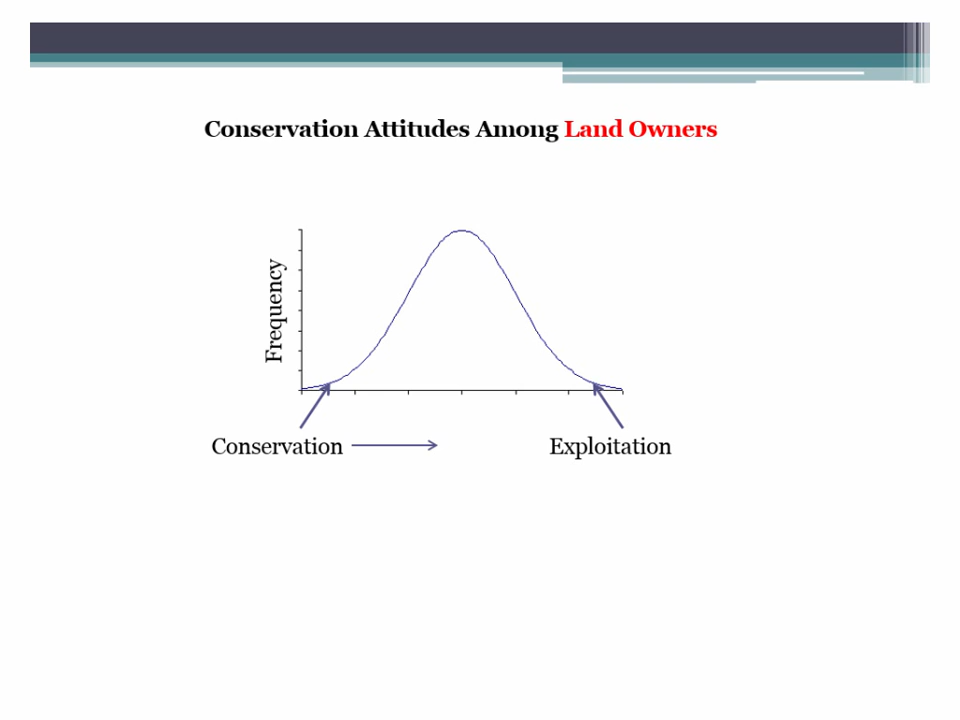 Conservation Attitudes Among Land Owners
Frequency
Conservation
Exploitation